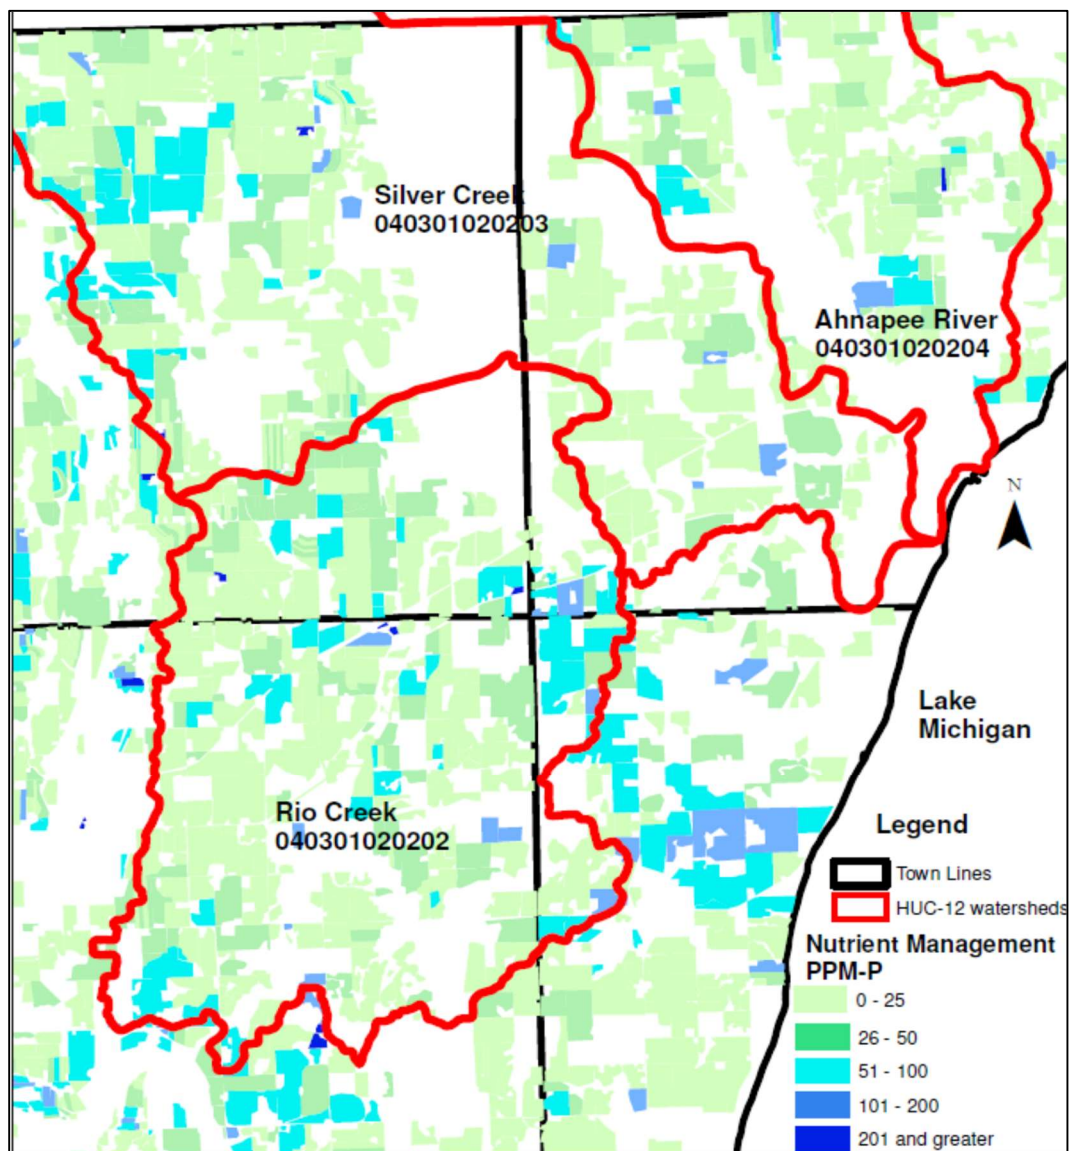 Silver Creek
040301020203
Ahnapee River
040301020204
N
Lake
Michigan
Rio Creek
040301020202
Legend
Town Lines
HUC-12 watersheds
Nutrient Management
PPM-P
0 - 25
26 - 50
51 - 100
101 - 200
201 and greater